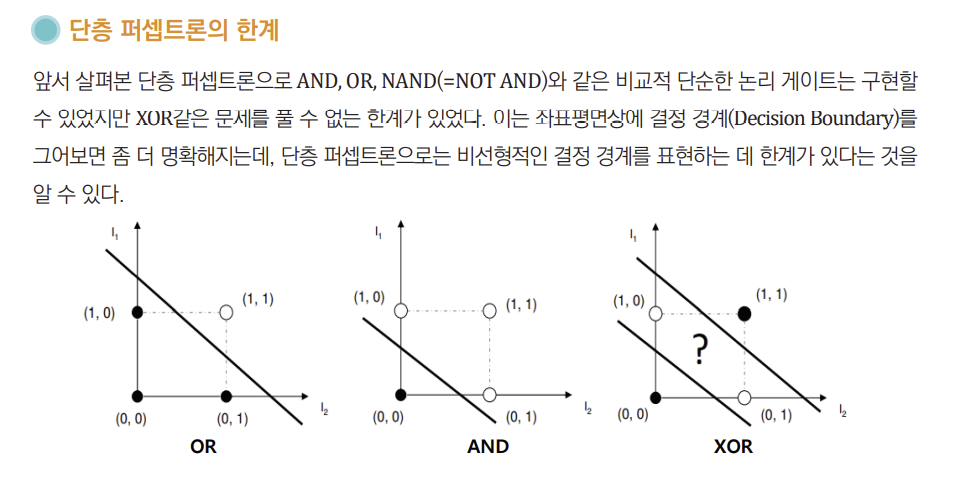 단층 퍼셉트론의 한계
앞서 살펴본 단층 퍼셉트론으로 AND, OR, NAND(=NOT AND)와 같은 비교적 단순한 논리 게이트는 구현할
수 있었지만 XOR같은 문제를 풀 수 없는 한계가 있었다. 이는 좌표평면상에 결정 경계(Decision Boundary)를
그어보면 좀 더 명확해지는데, 단층 퍼셉트론으로는 비선형적인 결정 경계를 표현하는 데 한계가 있다는 것을
알 수 있다.
I₁
(1, 0)
(1, 1)
(0, 0)
(0, 1)
I₂
OR
I₁
(1, 0)
(1, 1)
(0, 0)
(0, 1)
I₂
AND
I₁
(1, 0)
(1, 1)
?
(0, 0)
(0, 1)
I₂
XOR